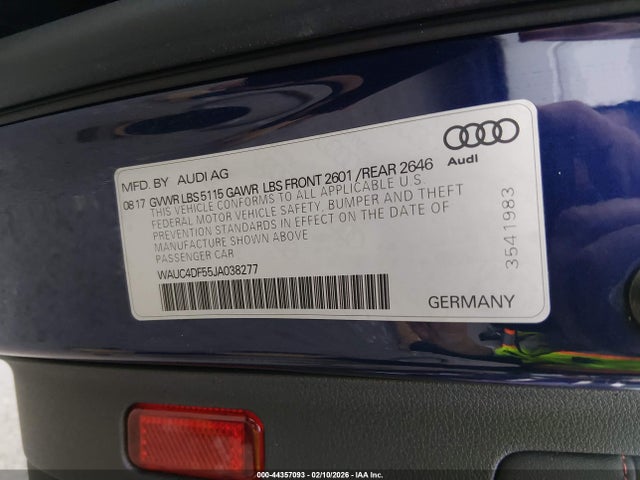 MFD. BY AUDI AG
Audi
08 17 GVWR LBS 5115 GAWR LBS FRONT 2601 /REAR 2646
THIS VEHICLE CONFORMS TO ALL APPLICABLE U.S.
FEDERAL MOTOR VEHICLE SAFETY, BUMPER AND THEFT
PREVENTION STANDARDS IN EFFECT ON THE DATE OF
MANUFACTURE SHOWN ABOVE
PASSENGER CAR
WAUC4DF55JA038277
GERMANY
3541983
000-44357093 - 02/10/2026 - IAA Inc.